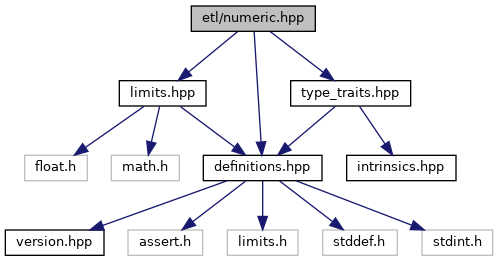 etl/numeric.hpp
limits.hpp
type_traits.hpp
float.h
math.h
definitions.hpp
intrinsics.hpp
version.hpp
assert.h
limits.h
stddef.h
stdint.h